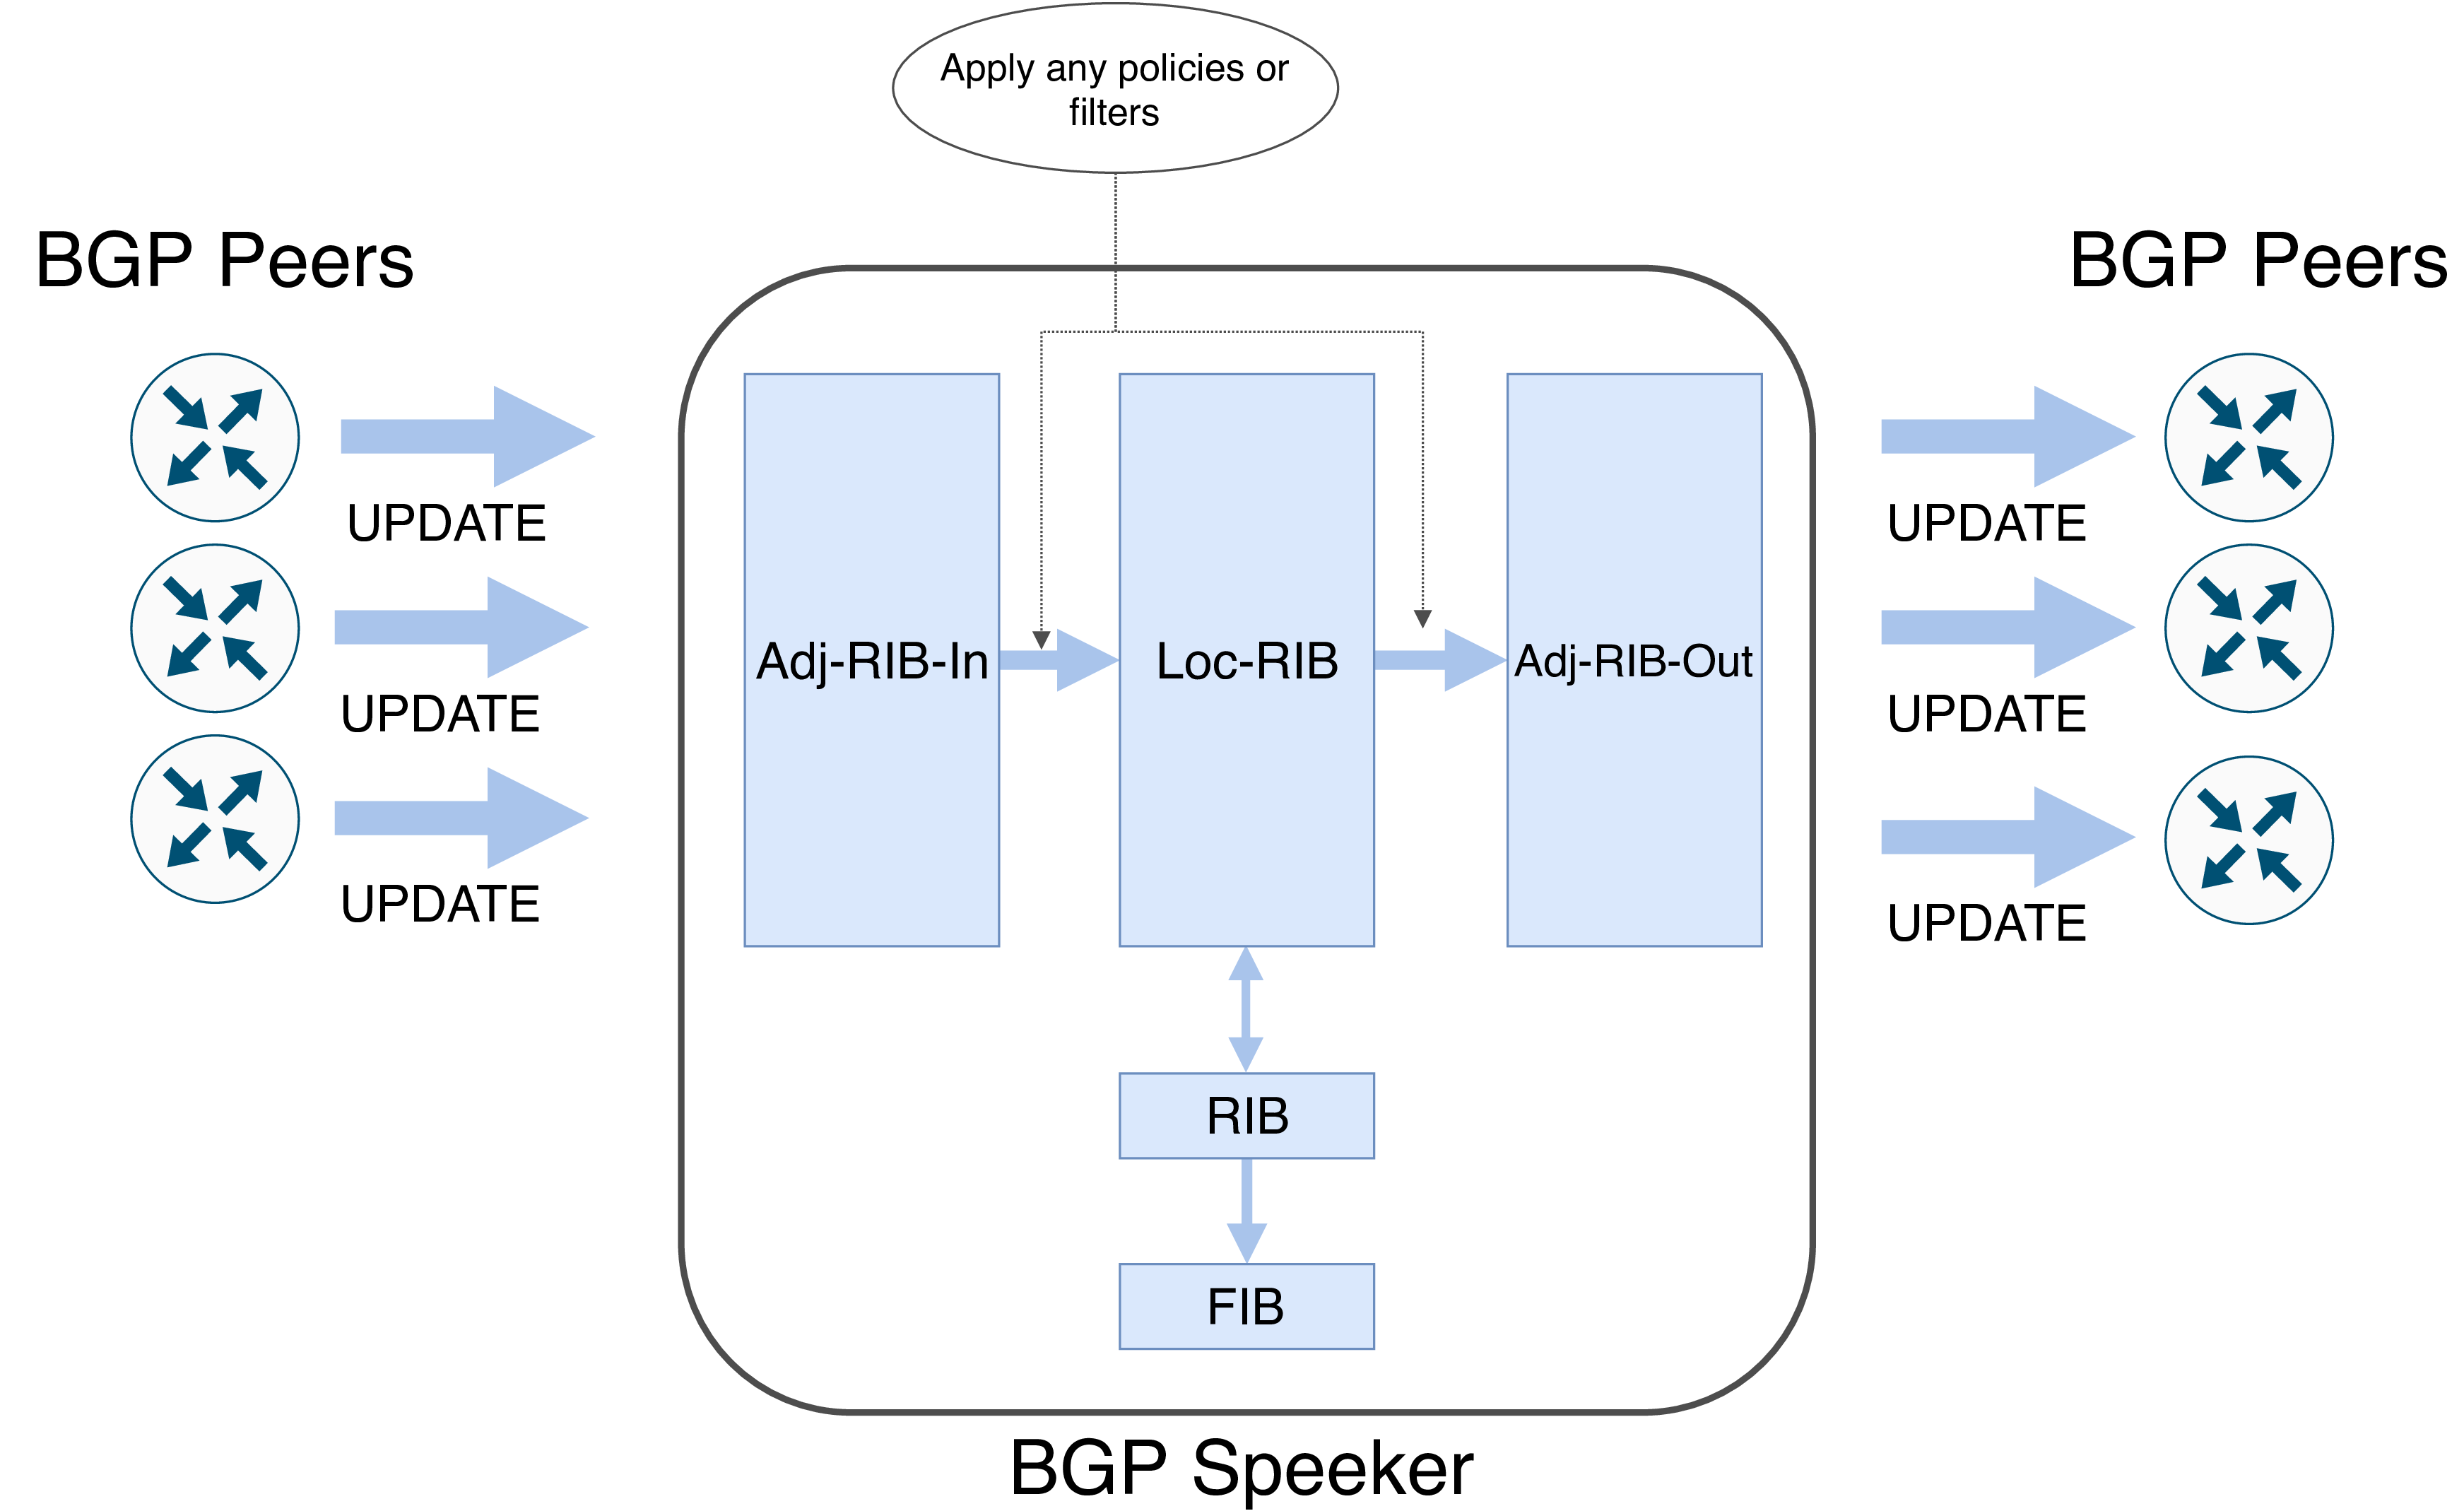 Apply any policies or
filters
BGP Peers
BGP Peers
UPDATE
UPDATE
UPDATE
Adj-RIB-In
Loc-RIB
Adj-RIB-Out
RIB
FIB
UPDATE
UPDATE
UPDATE
BGP Speeker